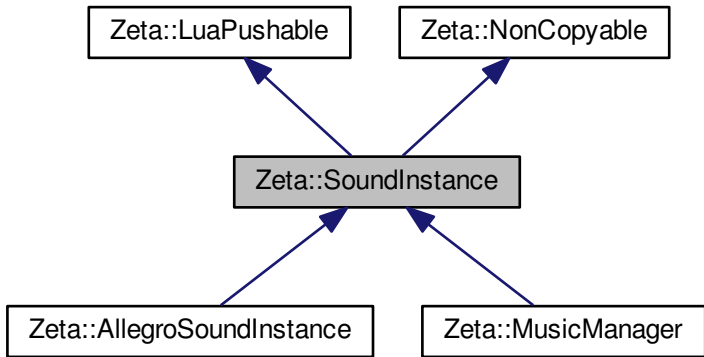 Zeta::LuaPushable
Zeta::NonCopyable
Zeta::SoundInstance
Zeta::AllegroSoundInstance
Zeta::MusicManager